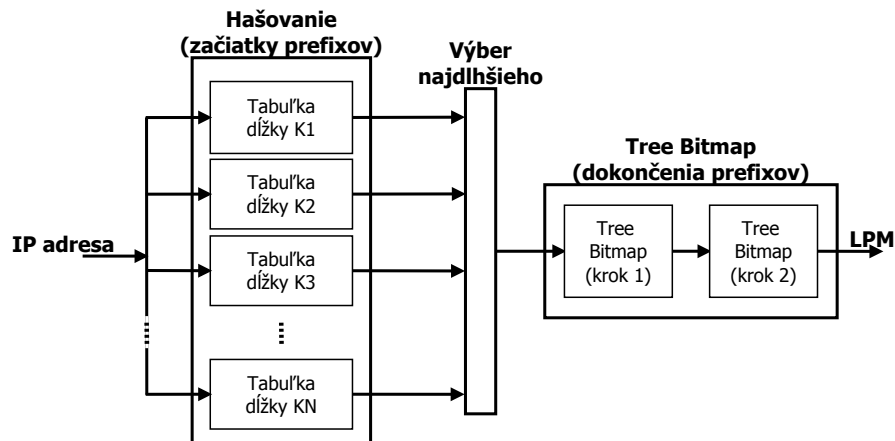 Hašovanie
(začiatky prefixov)
Výber
najdlhšieho
Tabuľka
dĺžky K1
Tabuľka
dĺžky K2
Tabuľka
dĺžky K3
Tabuľka
dĺžky KN
IP adresa
Tree Bitmap
(dokončenia prefixov)
Tree
Bitmap
(krok 1)
Tree
Bitmap
(krok 2)
LPM